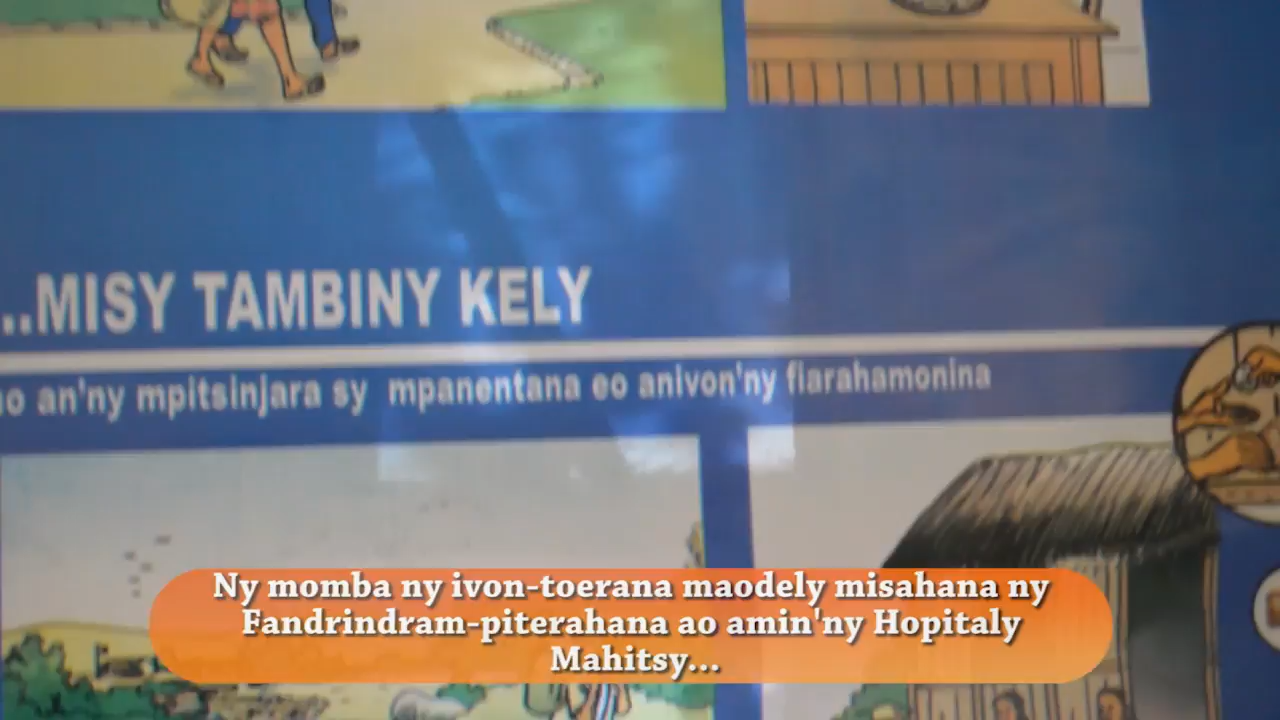 ..MISY TAMBINY KELY
an'ny mpitsinjara sy mpanentana eo anivon'ny fiarahamonina
Ny momba ny ivon-toerana maodely misahana ny
Fandrindram-piterahana ao amin'ny Hopitaly
Mahitsy...